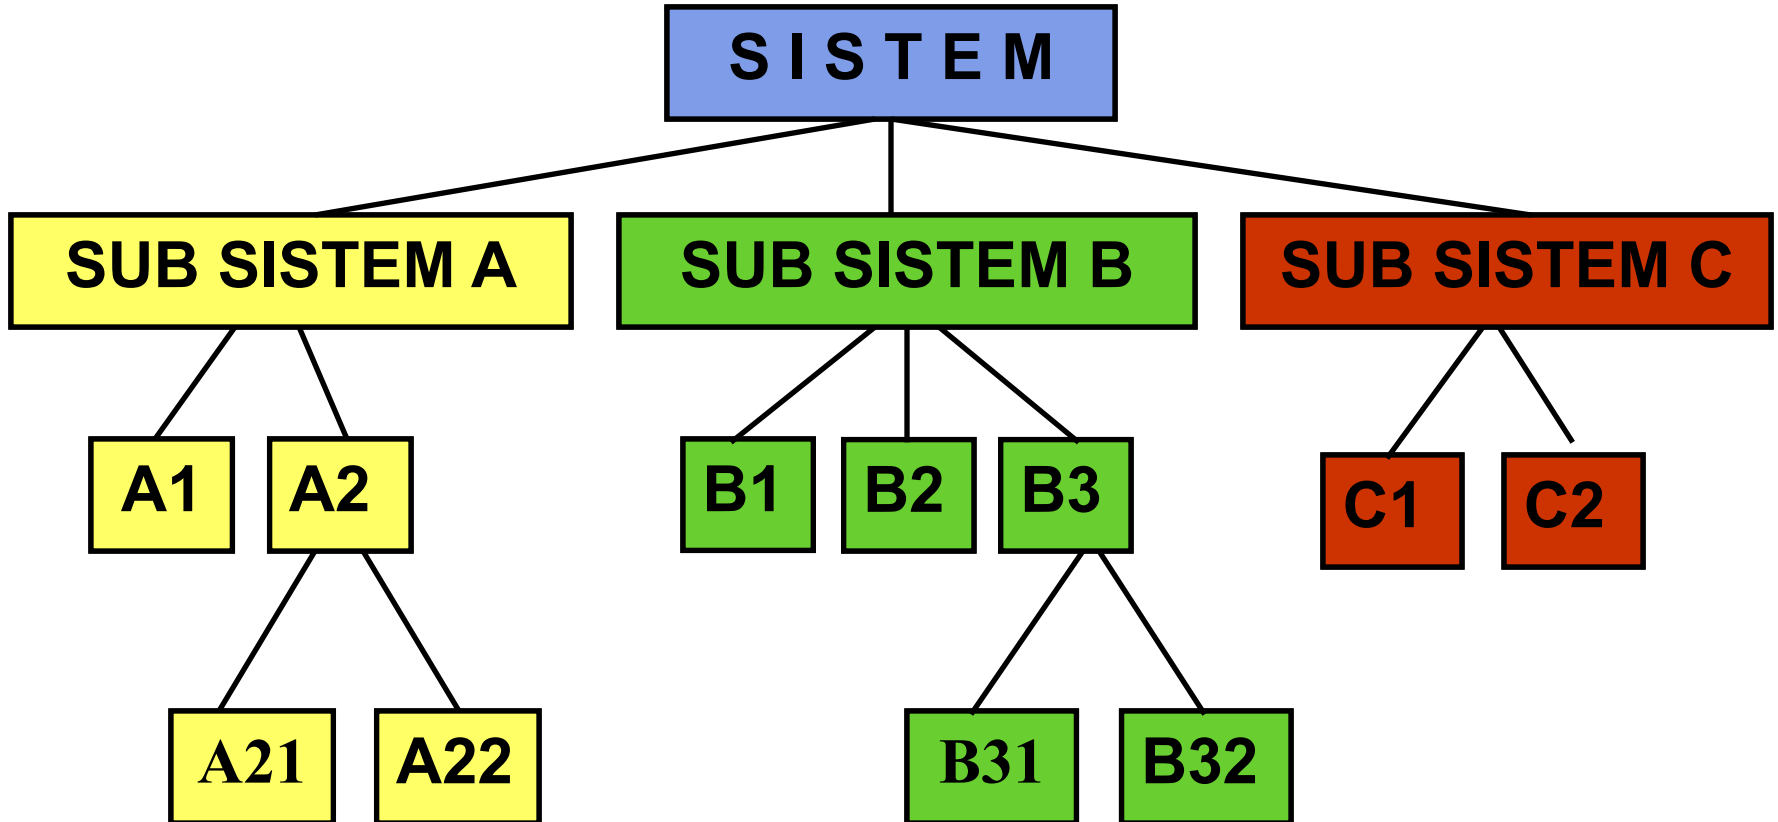 S I S T E M
SUB SISTEM A
SUB SISTEM B
SUB SISTEM C
A1
A2
B1
B2
B3
C1
C2
A21
A22
B31
B32